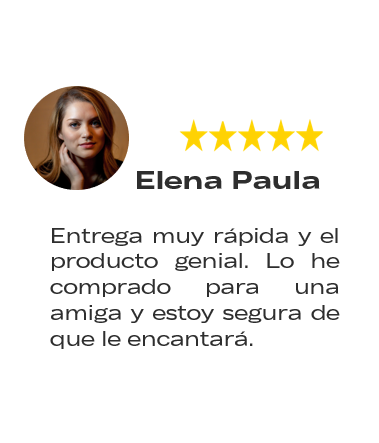 Elena Paula
Entrega muy rápida y el
producto genial. Lo he
comprado para una
amiga y estoy segura de
que le encantará.